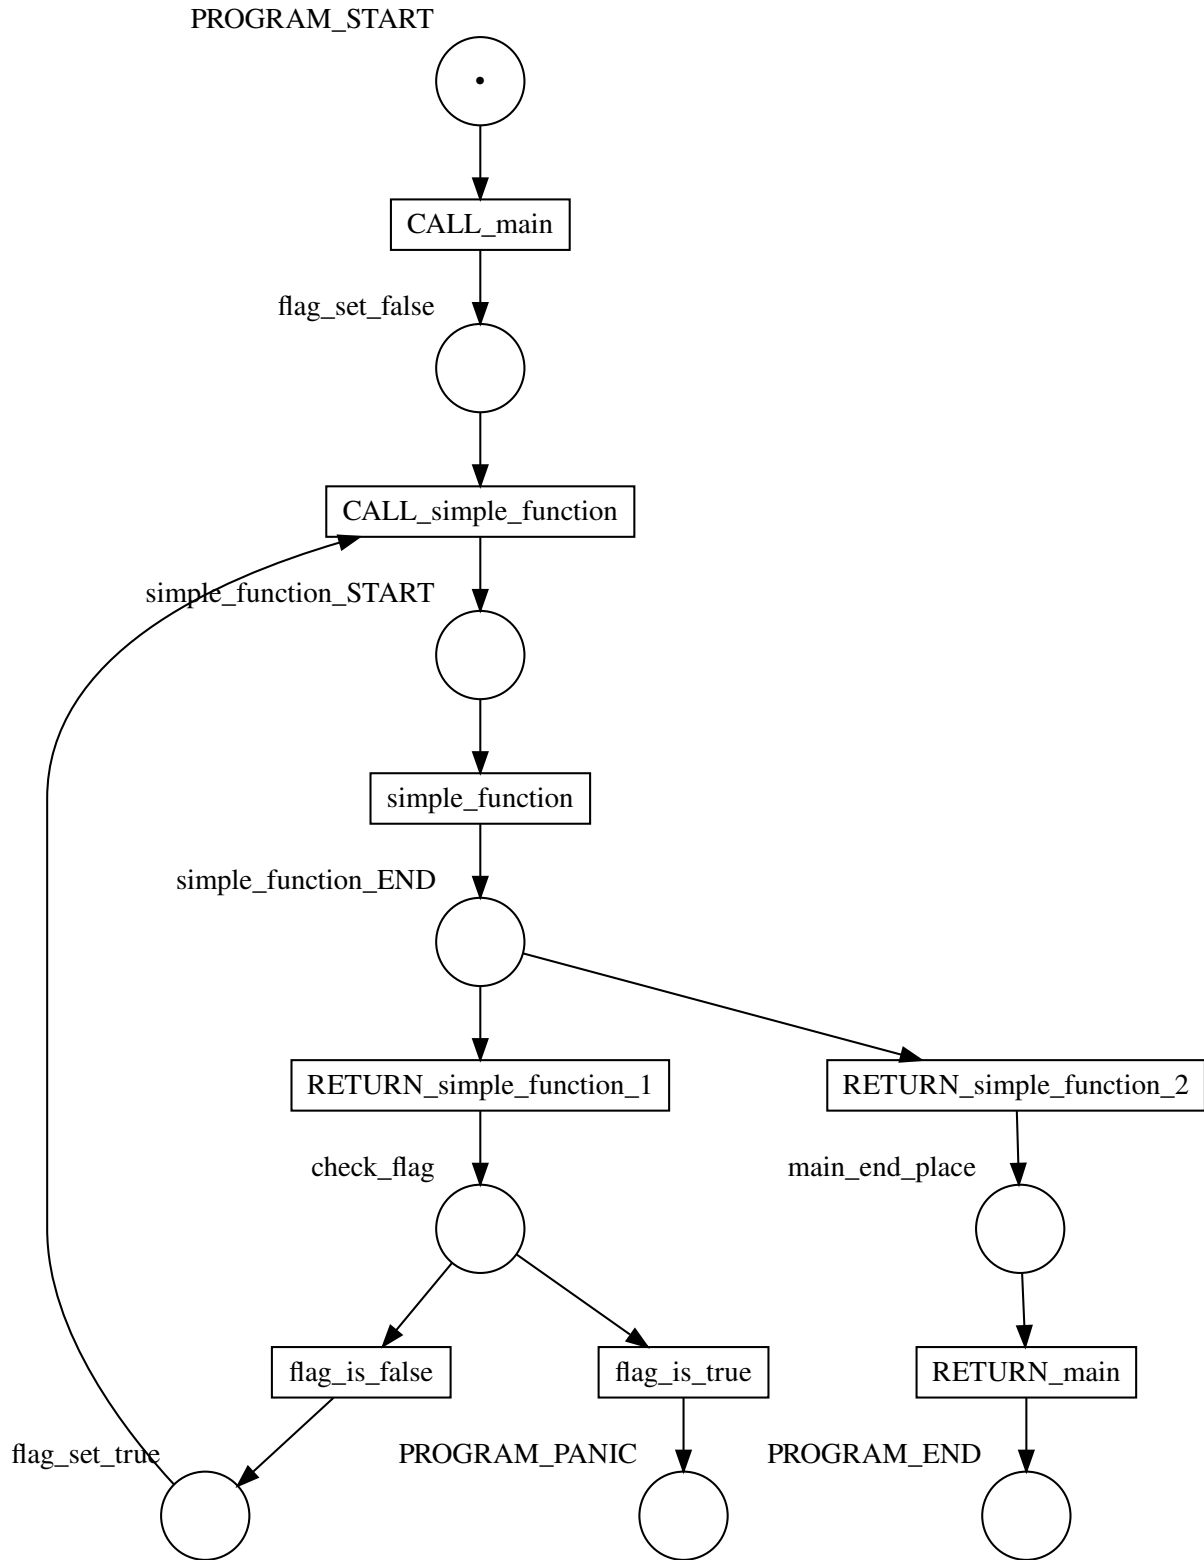 PROGRAM_START
CALL_main
flag_set_false
CALL_simple_function
simple_function_START
simple_function
simple_function_END
RETURN_simple_function_1
RETURN_simple_function_2
check_flag
main_end_place
flag_is_false
flag_is_true
RETURN_main
flag_set_true
PROGRAM_PANIC
PROGRAM_END